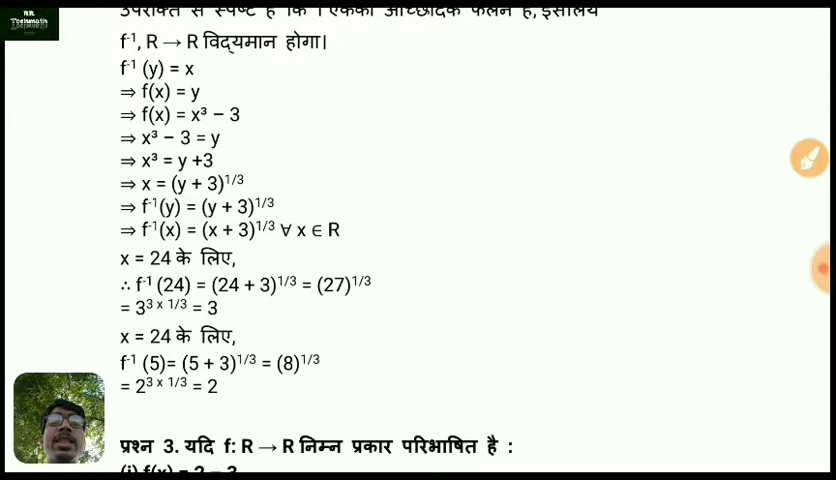 f⁻¹, R → R विद्यमान होगा।
f⁻¹ (y) = x
⇒ f(x) = y
⇒ f(x) = x³ – 3
⇒ x³ – 3 = y
⇒ x³ = y +3
⇒ x = (y + 3)^1/3
⇒ f⁻¹(y) = (y + 3)^1/3
⇒ f⁻¹(x) = (x + 3)^1/3 ∀ x ∈ R
x = 24 के लिए,
∴ f⁻¹ (24) = (24 + 3)^1/3 = (27)^1/3
= 3^3 x 1/3 = 3
x = 24 के लिए,
f⁻¹ (5)= (5 + 3)^1/3 = (8)^1/3
= 2^3 x 1/3 = 2
प्रश्न 3. यदि f: R → R निम्न प्रकार परिभाषित है :